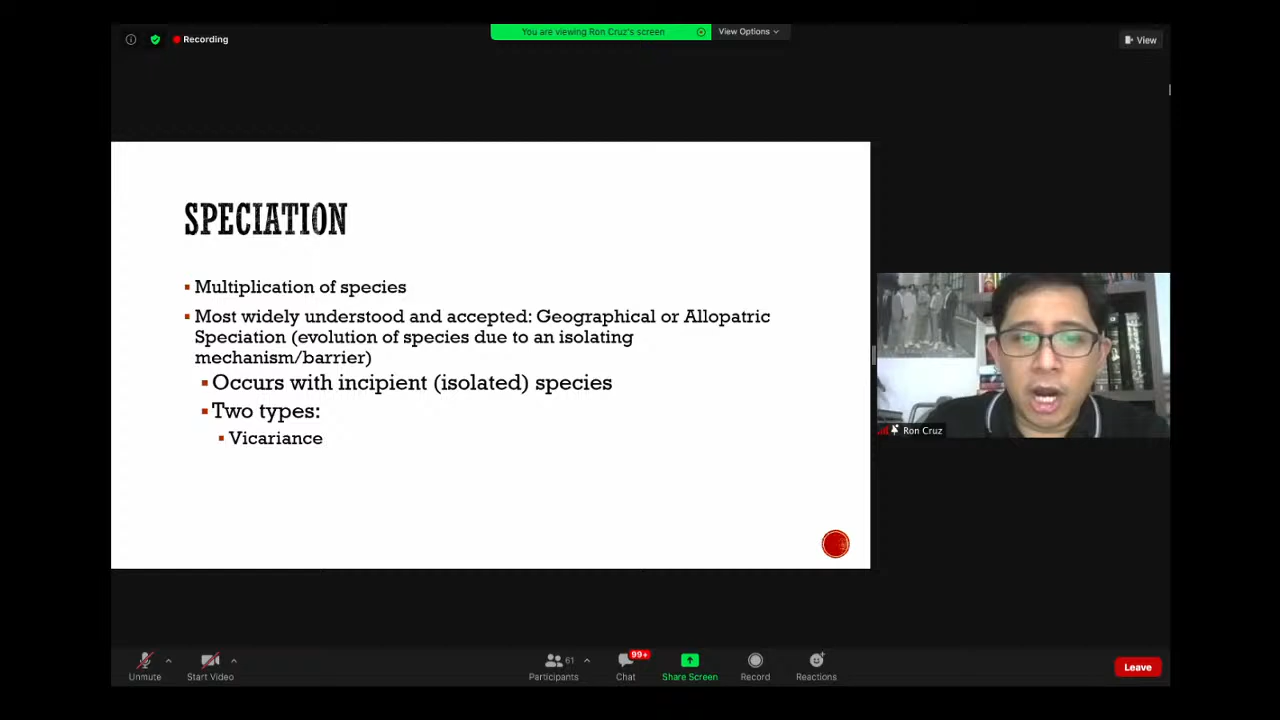 Recording
You are viewing Ron Cruz's screen
View Options
View
SPECIATION
▪ Multiplication of species
▪ Most widely understood and accepted: Geographical or Allopatric
Speciation (evolution of species due to an isolating
mechanism/barrier)
▪ Occurs with incipient (isolated) species
▪ Two types:
▪ Vicariance
Ron Cruz
Unmute
Start Video
61
Participants
99+
Chat
Share Screen
Record
Reactions
Leave